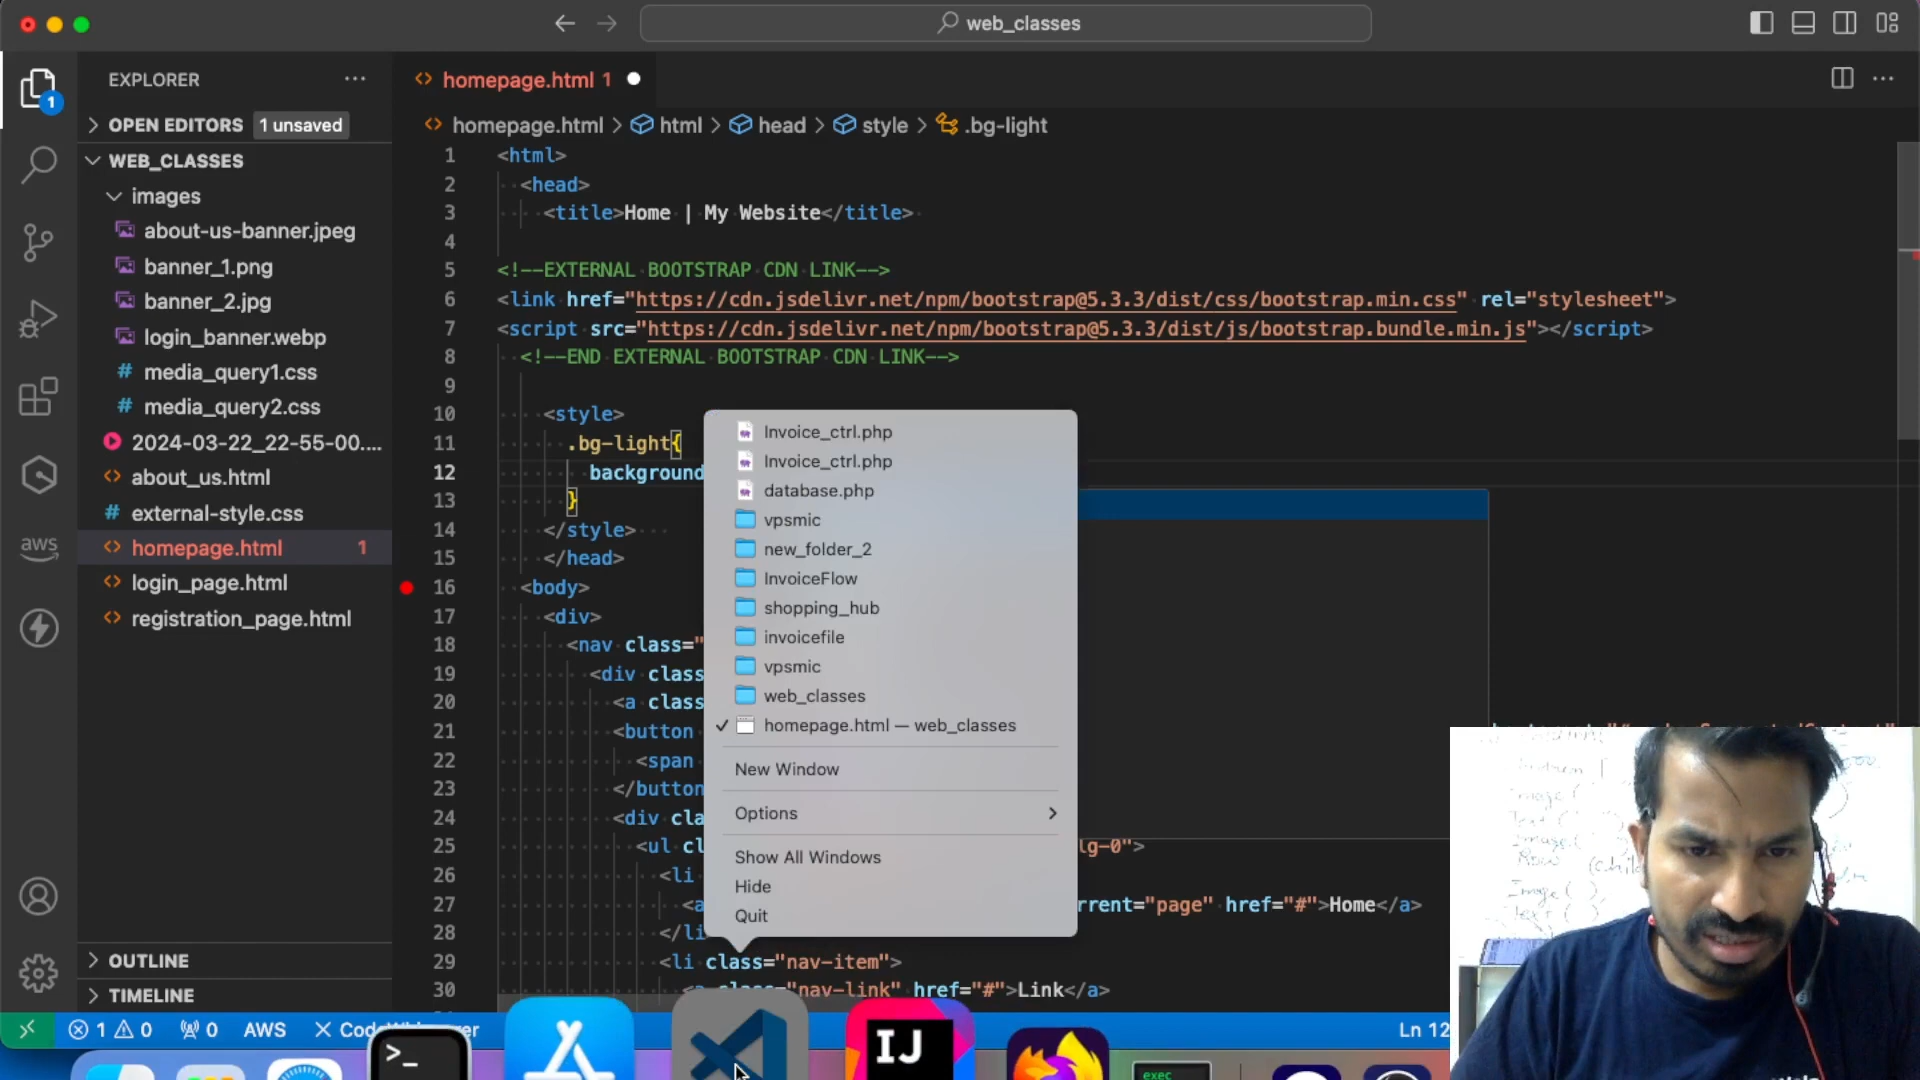 web_classes
EXPLORER
OPEN EDITORS 1 unsaved
WEB_CLASSES
images
about-us-banner.jpeg
banner_1.png
banner_2.jpg
login_banner.webp
# media_query1.css
# media_query2.css
2024-03-22_22-55-00....
about_us.html
# external-style.css
homepage.html 1
login_page.html
registration_page.html
OUTLINE
TIMELINE
1
aws
homepage.html 1
homepage.html > html > head > style > .bg-light
1 <html>
2 <head>
3 <title>Home | My Website</title>
4
5 <!--EXTERNAL BOOTSTRAP CDN LINK-->
6 <link href="https://cdn.jsdelivr.net/npm/bootstrap@5.3.3/dist/css/bootstrap.min.css" rel="stylesheet">
7 <script src="https://cdn.jsdelivr.net/npm/bootstrap@5.3.3/dist/js/bootstrap.bundle.min.js"></script>
8 <!--END EXTERNAL BOOTSTRAP CDN LINK-->
9
10 <style>
11 .bg-light{
12 background
13 }
14 </style>
15 </head>
16 <body>
17 <div>
18 <nav class="
19 <div class
20 <a class
21 <button
22 <span
23 </button
24 <div cla
25 <ul cl lg-0">
26 <li
27 <a rrent="page" href="#">Home</a>
28 </li
29 <li class="nav-item">
30 <a class="nav-link" href="#">Link</a>
Invoice_ctrl.php
Invoice_ctrl.php
database.php
vpsmic
new_folder_2
InvoiceFlow
shopping_hub
invoicefile
vpsmic
web_classes
✓ homepage.html — web_classes
New Window
Options
Show All Windows
Hide
Quit
1 0 0 AWS Ln 12
>_
IJ
exec
Image(
Text(
Image(
Row
Image( )
Text( )